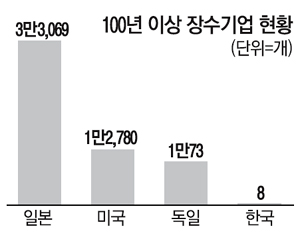 100년 이상 장수기업 현황
(단위=개)
3만3,069
1만2,780
1만73
8
일본
미국
독일
한국